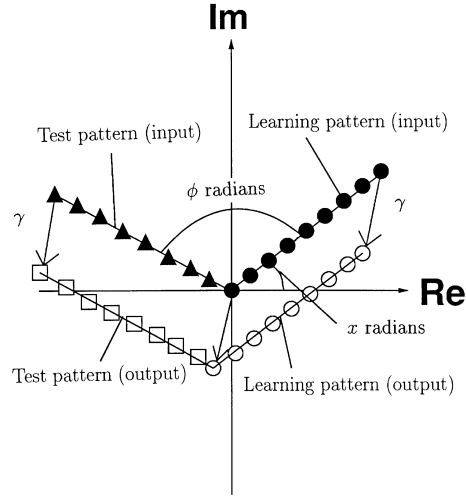 Im
Learning pattern (input)
Test pattern (input)
ϕ radians
γ
γ
Re
x radians
Test pattern (output)
Learning pattern (output)